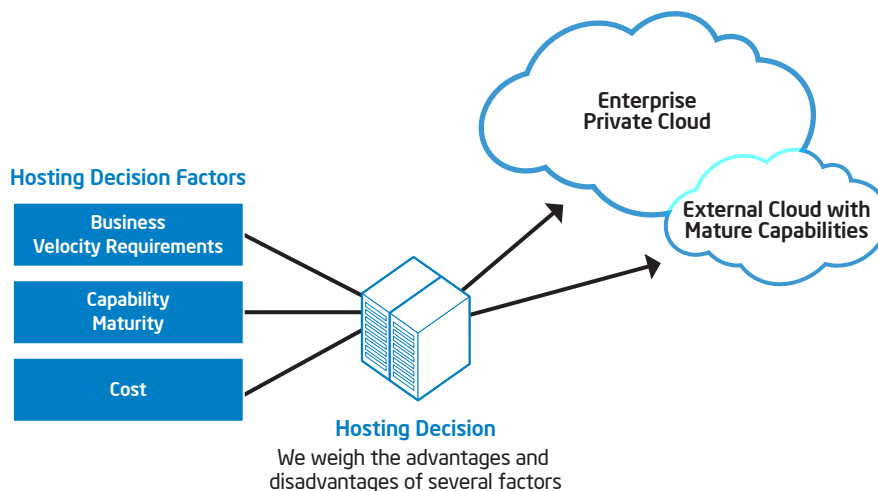 Enterprise
Private Cloud
External Cloud with
Mature Capabilities
Hosting Decision Factors
Business
Velocity Requirements
Capability
Maturity
Cost
Hosting Decision
We weigh the advantages and
disadvantages of several factors